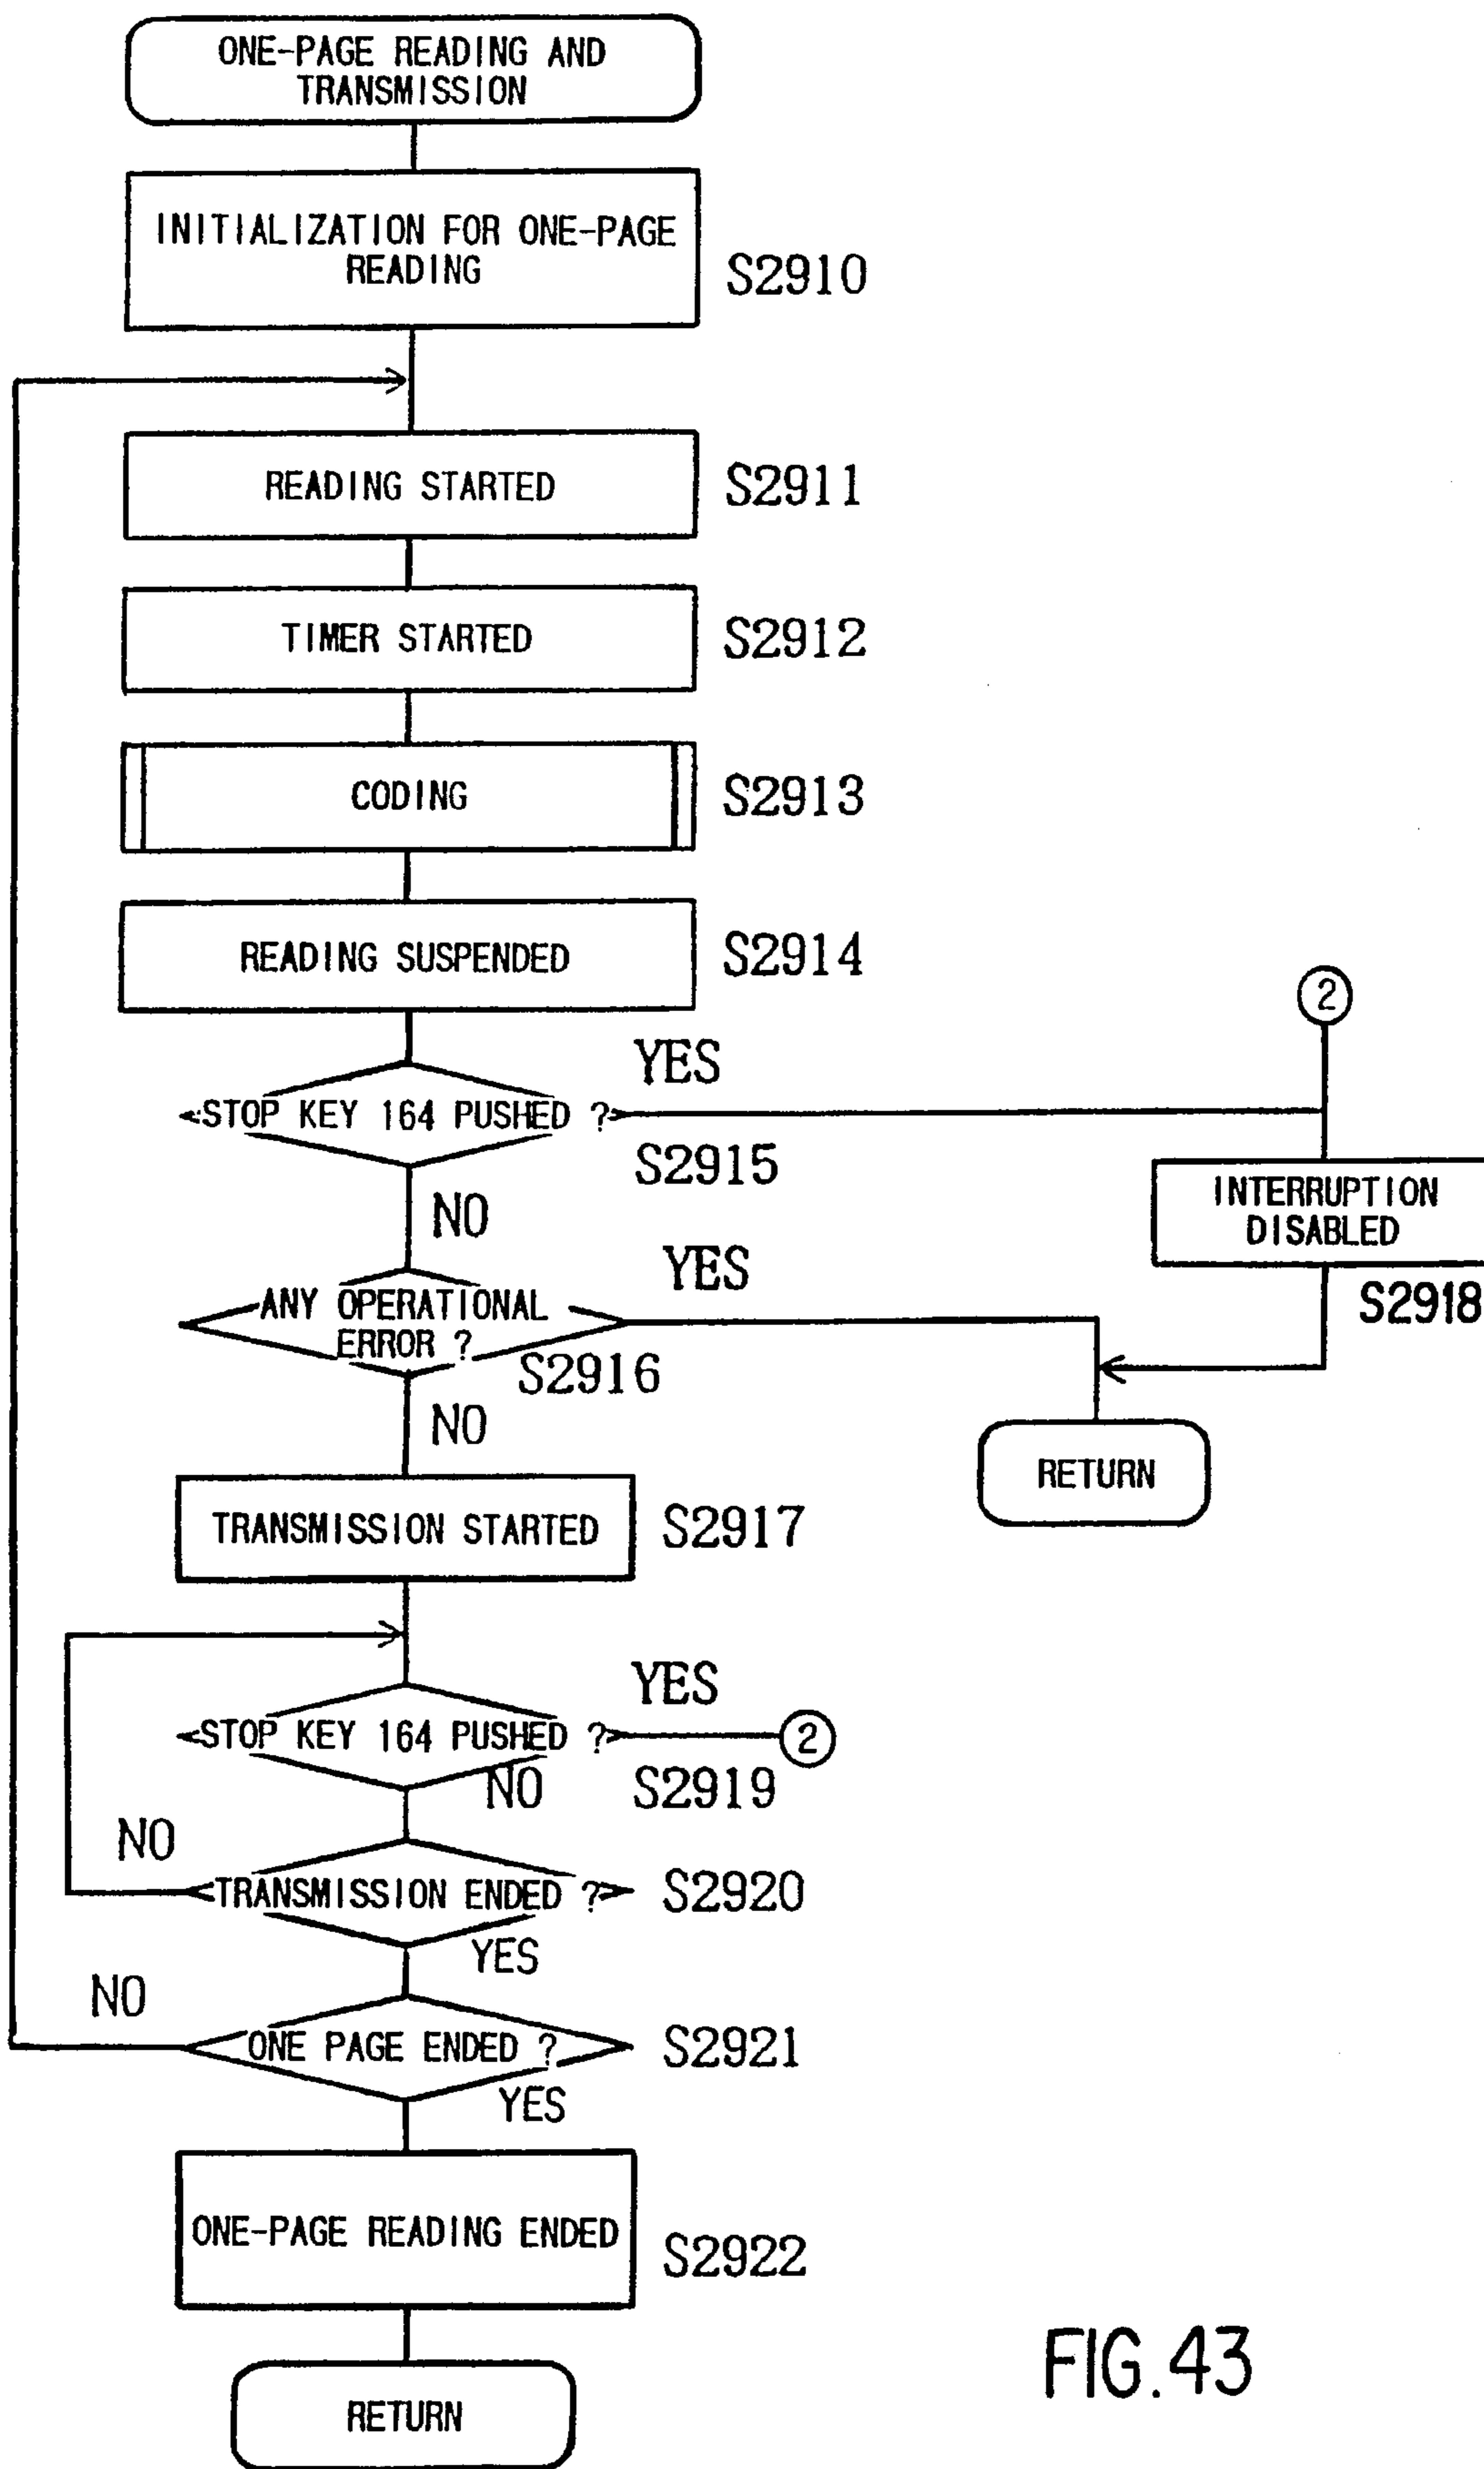 ONE-PAGE READING AND
TRANSMISSION
INITIALIZATION FOR ONE-PAGE
READING
S2910
READING STARTED
S2911
TIMER STARTED
S2912
CODING
S2913
READING SUSPENDED
S2914
2
YES
STOP KEY 164 PUSHED ?
S2915
NO
INTERRUPTION
DISABLED
S2918
YES
ANY OPERATIONAL
ERROR ?
S2916
NO
RETURN
TRANSMISSION STARTED
S2917
YES
STOP KEY 164 PUSHED ?
2
S2919
NO
NO
TRANSMISSION ENDED ?
S2920
YES
NO
ONE PAGE ENDED ?
S2921
YES
ONE-PAGE READING ENDED
S2922
RETURN
FIG.43